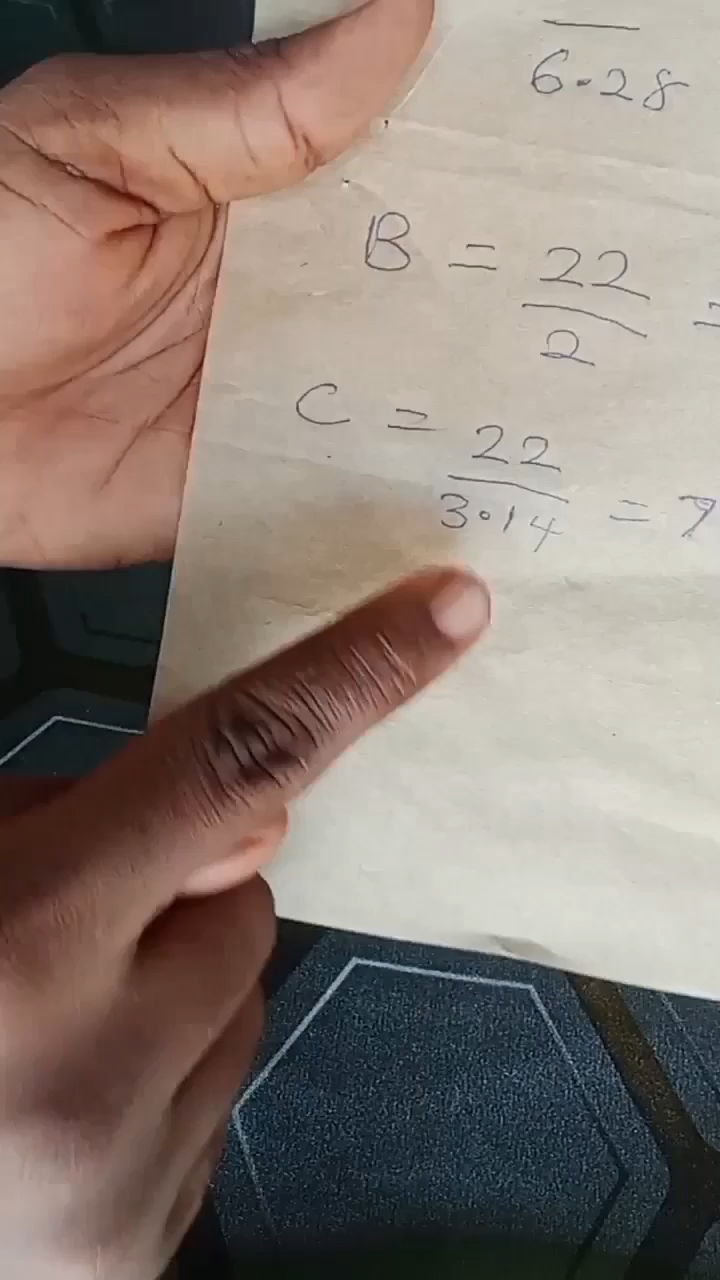 6.28
B = 22/2 =
C = 22/3.14 = 7